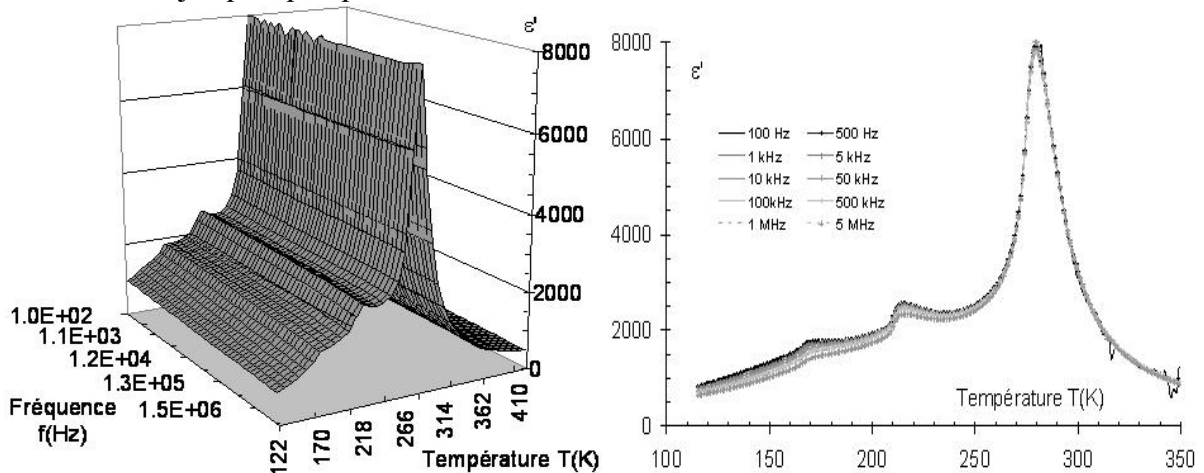 ε'
8000
6000
4000
2000
0
1.0E+02
1.1E+03
1.2E+04
1.3E+05
1.5E+06
Fréquence
f(Hz)
122
170
218
266
314
362
410
Température T(K)
8000
6000
4000
2000
0
ε'
100 Hz 500 Hz
1 kHz 5 kHz
10 kHz 50 kHz
100kHz 500 kHz
1 MHz 5 MHz
Température T(K)
100 150 200 250 300 350